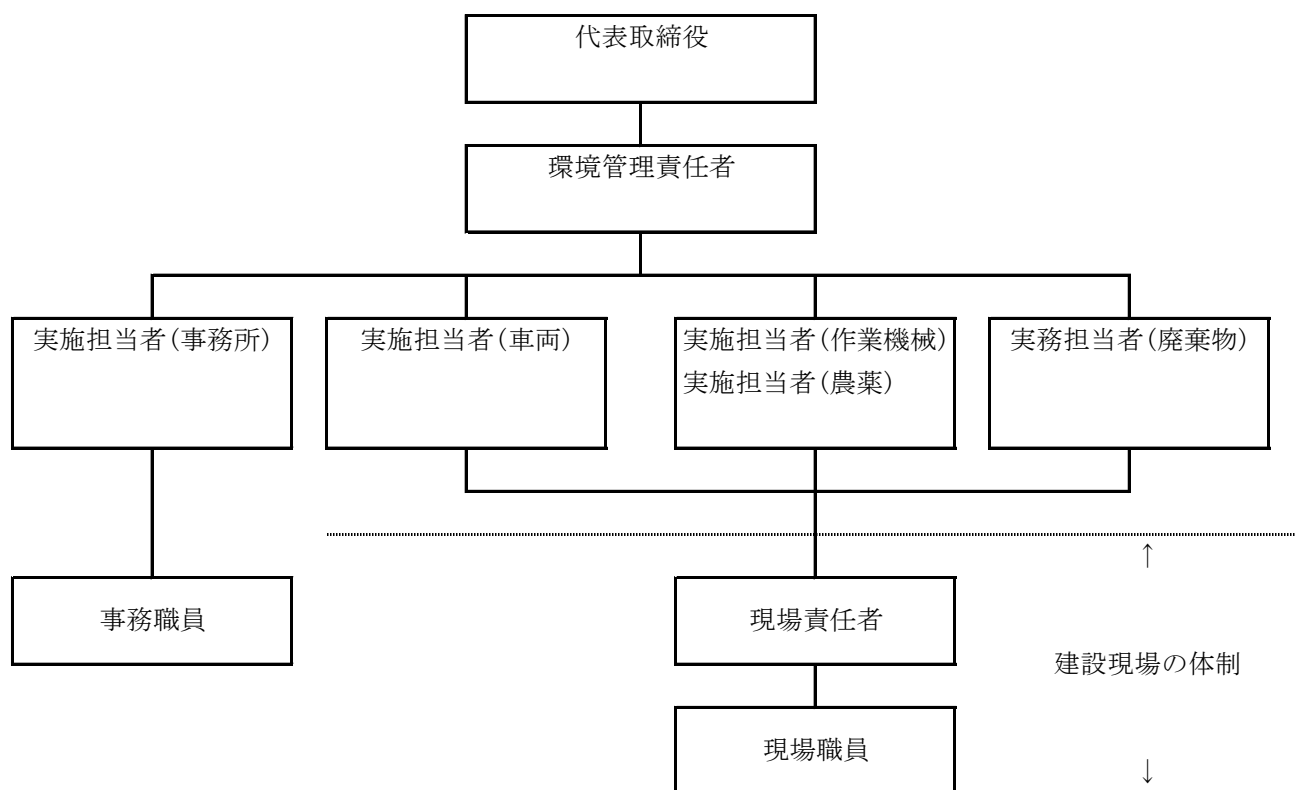 代表取締役
環境管理責任者
実施担当者(事務所)
実施担当者(車両)
実施担当者(作業機械)
実施担当者(農薬)
実務担当者(廃棄物)
↑
事務職員
現場責任者
建設現場の体制
現場職員
↓